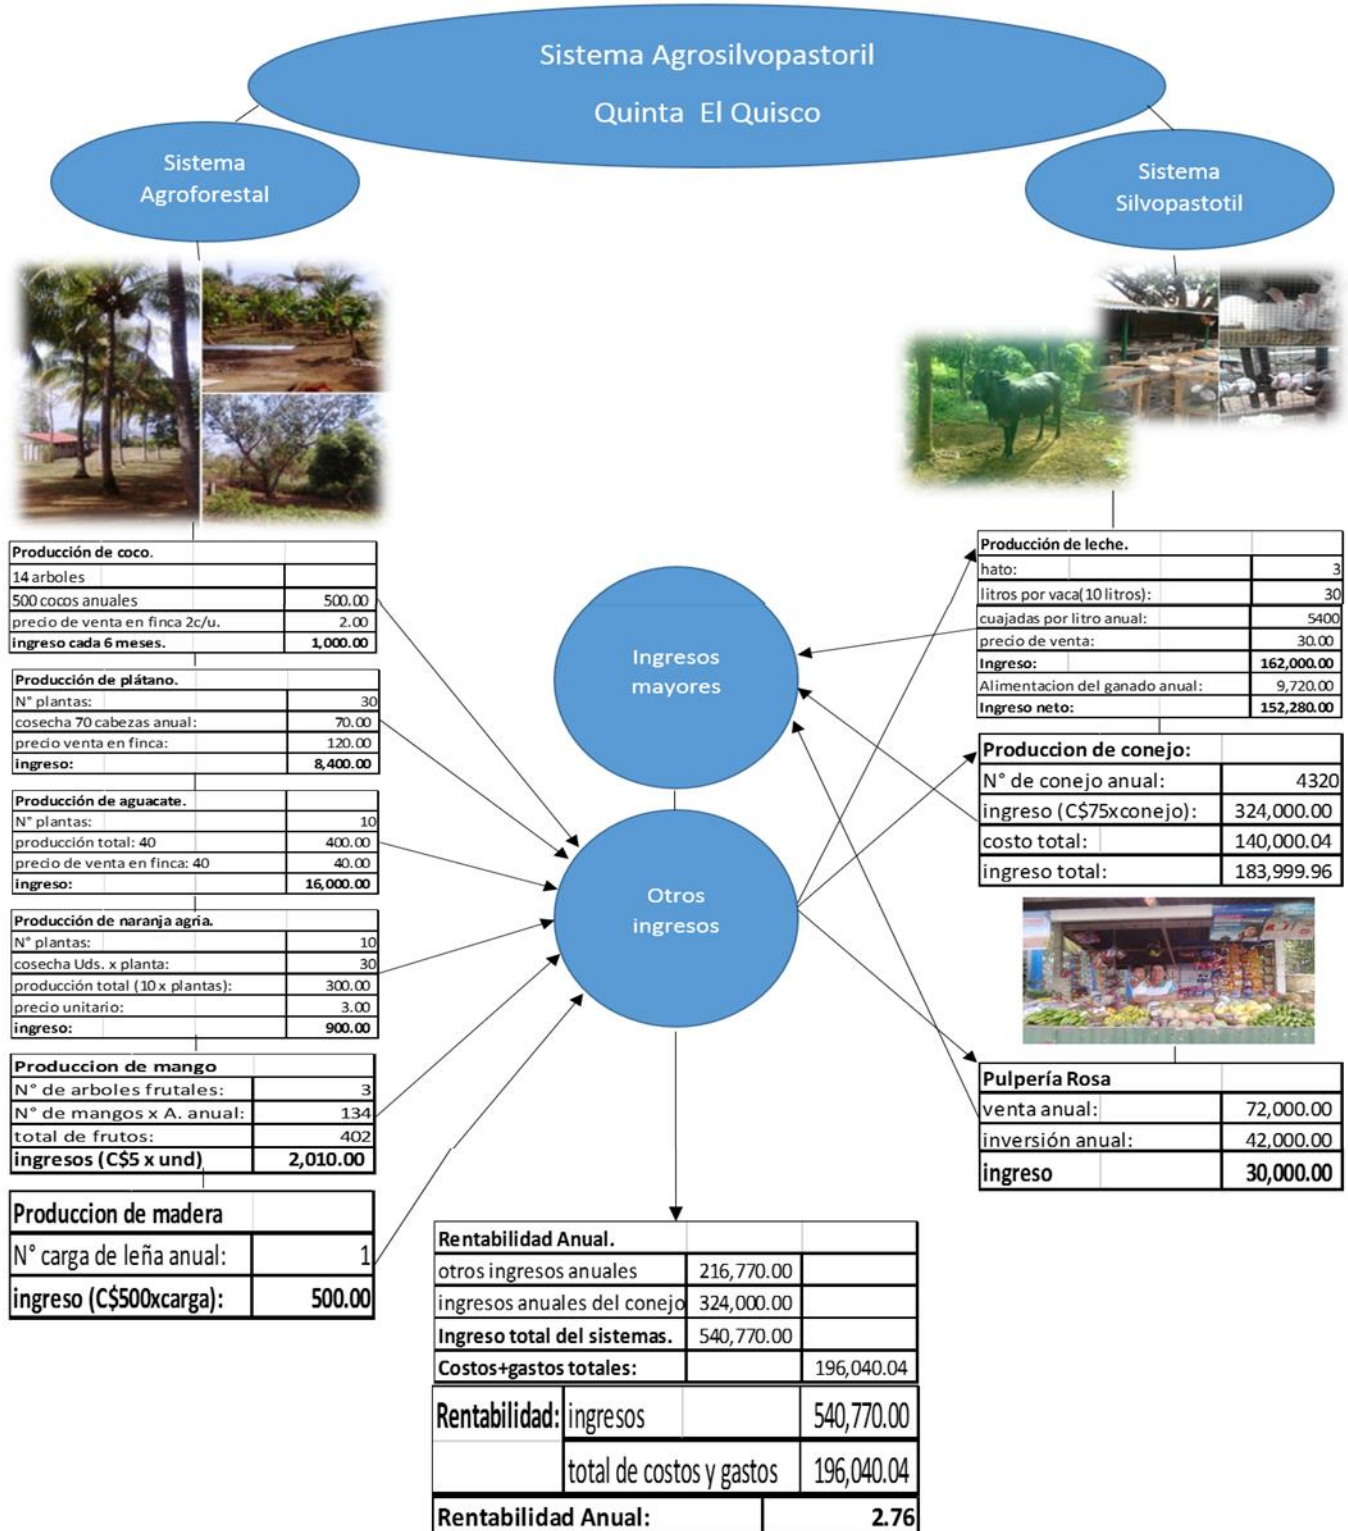 Sistema Agrosilvopastoril
Quinta El Quisco
Sistema
Agroforestal
Sistema
Silvopastotil
Producción de coco.
14 arboles
500 cocos anuales 500.00
precio de venta en finca 2c/u. 2.00
ingreso cada 6 meses. 1,000.00
Producción de plátano.
N° plantas: 30
cosecha 70 cabezas anual: 70.00
precio venta en finca: 120.00
ingreso: 8,400.00
Producción de aguacate.
N° plantas: 10
producción total: 40 400.00
precio de venta en finca: 40 40.00
ingreso: 16,000.00
Producción de naranja agria.
N° plantas: 10
cosecha Uds. x planta: 30
producción total (10 x plantas): 300.00
precio unitario: 3.00
ingreso: 900.00
Produccion de mango
N° de arboles frutales: 3
N° de mangos x A. anual: 134
total de frutos: 402
ingresos (C$5 x und) 2,010.00
Produccion de madera
N° carga de leña anual: 1
ingreso (C$500xcarga): 500.00
Ingresos
mayores
Otros
ingresos
Producción de leche.
hato: 3
litros por vaca(10 litros): 30
cuajadas por litro anual: 5400
precio de venta: 30.00
Ingreso: 162,000.00
Alimentacion del ganado anual: 9,720.00
Ingreso neto: 152,280.00
Produccion de conejo:
N° de conejo anual: 4320
ingreso (C$75xconejo): 324,000.00
costo total: 140,000.04
ingreso total: 183,999.96
Pulpería Rosa
venta anual: 72,000.00
inversión anual: 42,000.00
ingreso 30,000.00
Rentabilidad Anual.
otros ingresos anuales 216,770.00
ingresos anuales del conejo 324,000.00
Ingreso total del sistemas. 540,770.00
Costos+gastos totales: 196,040.04
Rentabilidad: ingresos 540,770.00
total de costos y gastos 196,040.04
Rentabilidad Anual: 2.76